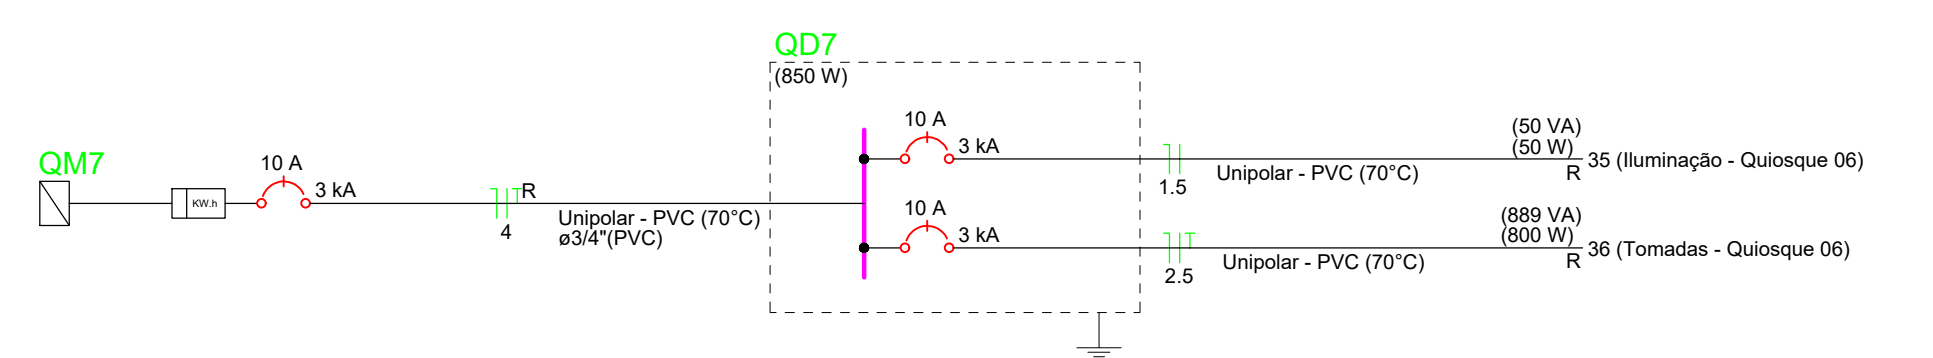 QD7
(850 W)
QM7
KW.h
10 A
3 kA
R
4
Unipolar - PVC (70°C)
ø3/4"(PVC)
10 A
3 kA
1.5
Unipolar - PVC (70°C)
(50 VA)
(50 W)
R
35 (Iluminação - Quiosque 06)
10 A
3 kA
2.5
Unipolar - PVC (70°C)
(889 VA)
(800 W)
R
36 (Tomadas - Quiosque 06)